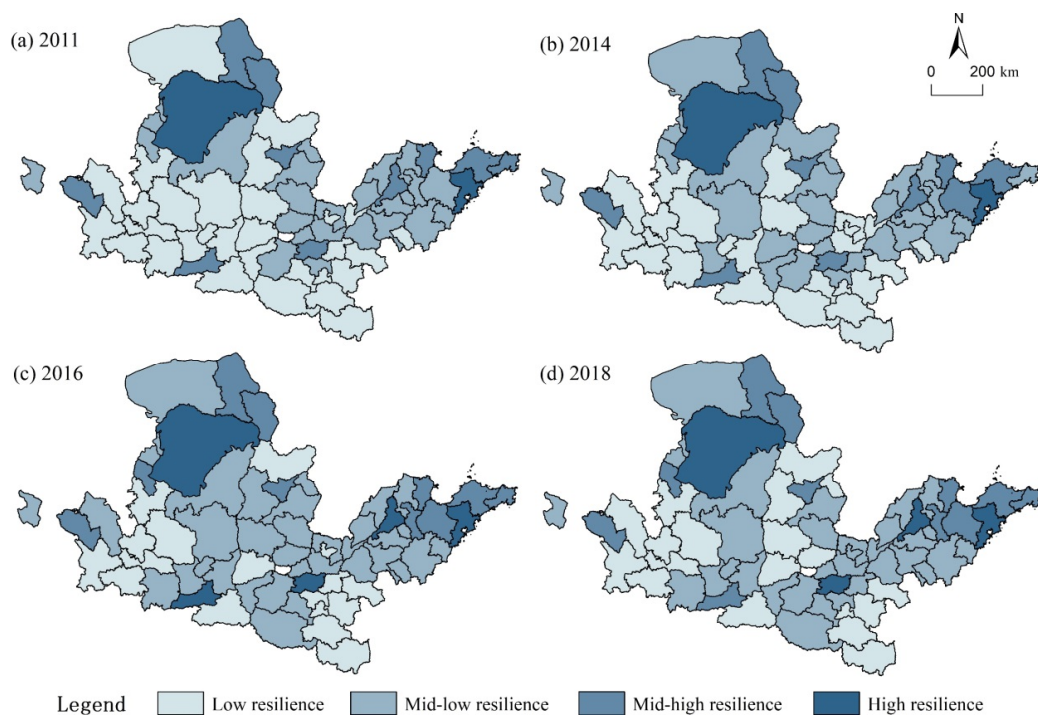 (a) 2011
(b) 2014
N
0 200 km
(c) 2016
(d) 2018
Legend Low resilience Mid-low resilience Mid-high resilience High resilience